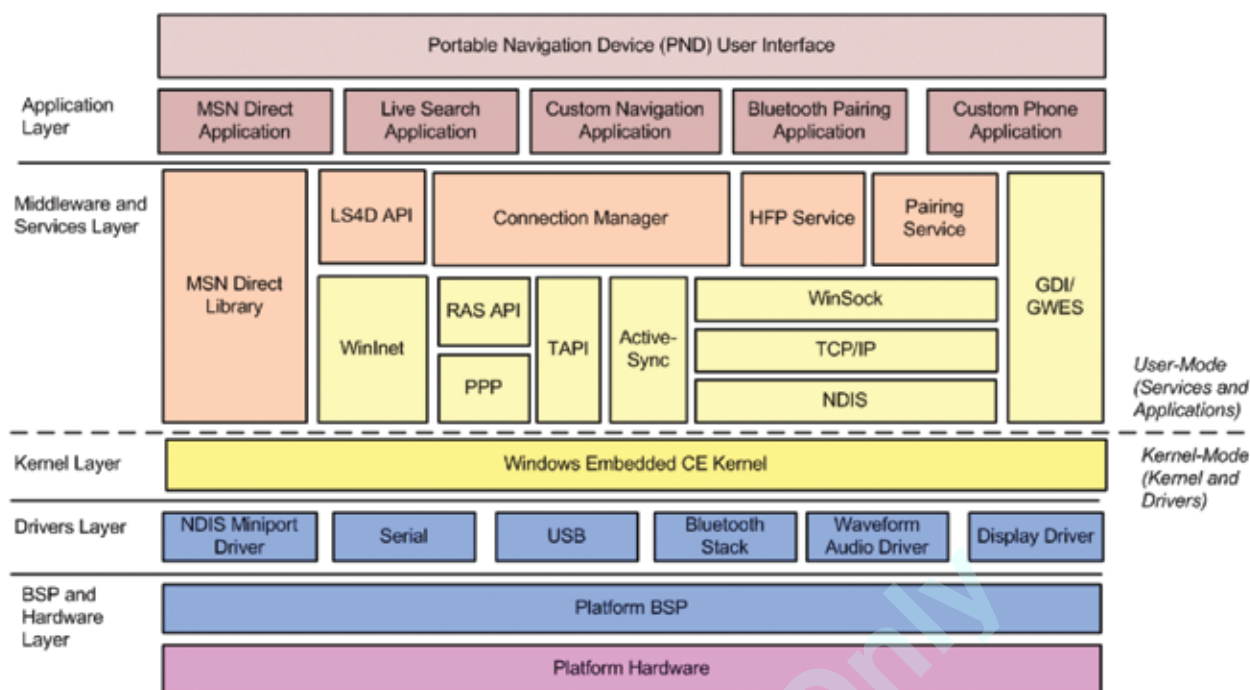 Portable Navigation Device (PND) User Interface
Application
Layer
MSN Direct
Application
Live Search
Application
Custom Navigation
Application
Bluetooth Pairing
Application
Custom Phone
Application
Middleware and
Services Layer
MSN Direct
Library
LS4D API
Connection Manager
HFP Service
Pairing
Service
GDI/
GWES
WinInet
RAS API
PPP
TAPI
Active-
Sync
WinSock
TCP/IP
NDIS
User-Mode
(Services and
Applications)
Kernel Layer
Windows Embedded CE Kernel
Kernel-Mode
(Kernel and
Drivers)
Drivers Layer
NDIS Miniport
Driver
Serial
USB
Bluetooth
Stack
Waveform
Audio Driver
Display Driver
BSP and
Hardware
Layer
Platform BSP
Platform Hardware
Only